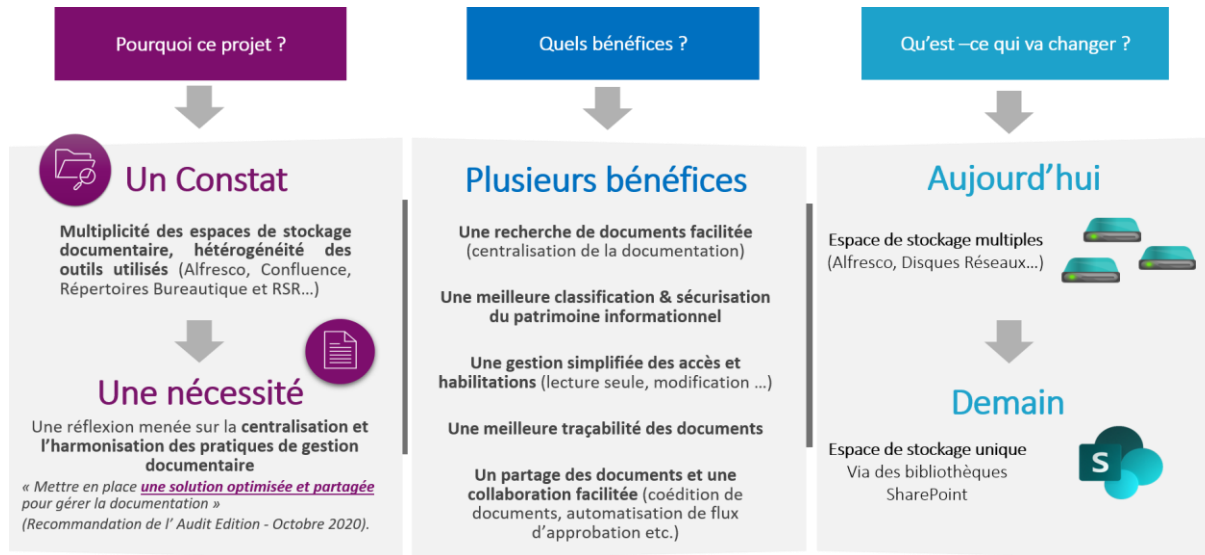 Pourquoi ce projet ?
Un Constat
Multiplicité des espaces de stockage
documentaire, hétérogénéité des
outils utilisés (Alfresco, Confluence,
Répertoires Bureautique et RSR…)
Une nécessité
Une réflexion menée sur la centralisation et
l’harmonisation des pratiques de gestion
documentaire
« Mettre en place une solution optimisée et partagée
pour gérer la documentation »
(Recommandation de l’ Audit Edition - Octobre 2020).
Quels bénéfices ?
Plusieurs bénéfices
Une recherche de documents facilitée
(centralisation de la documentation)
Une meilleure classification & sécurisation
du patrimoine informationnel
Une gestion simplifiée des accès et
habilitations (lecture seule, modification …)
Une meilleure traçabilité des documents
Un partage des documents et une
collaboration facilitée (coédition de
documents, automatisation de flux
d’approbation etc.)
Qu’est –ce qui va changer ?
Aujourd’hui
Espace de stockage multiples
(Alfresco, Disques Réseaux…)
Demain
Espace de stockage unique
Via des bibliothèques
SharePoint
S